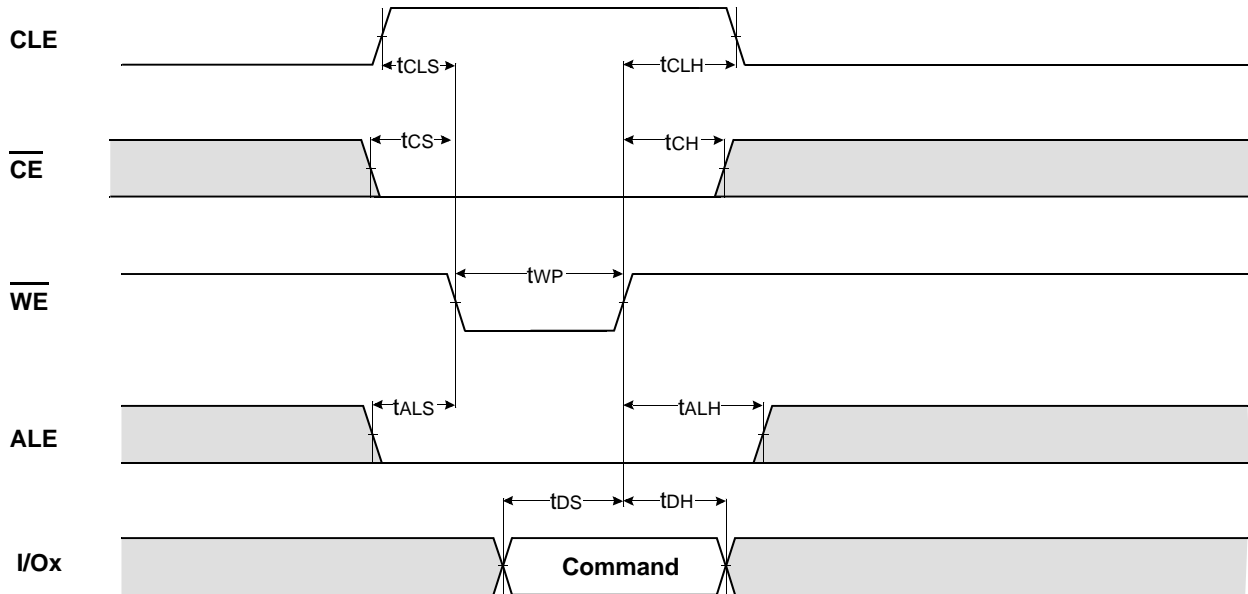 CLE
tCLS
tCLH
CE
tCS
tCH
WE
tWP
ALE
tALS
tALH
tDS
tDH
I/Ox
Command